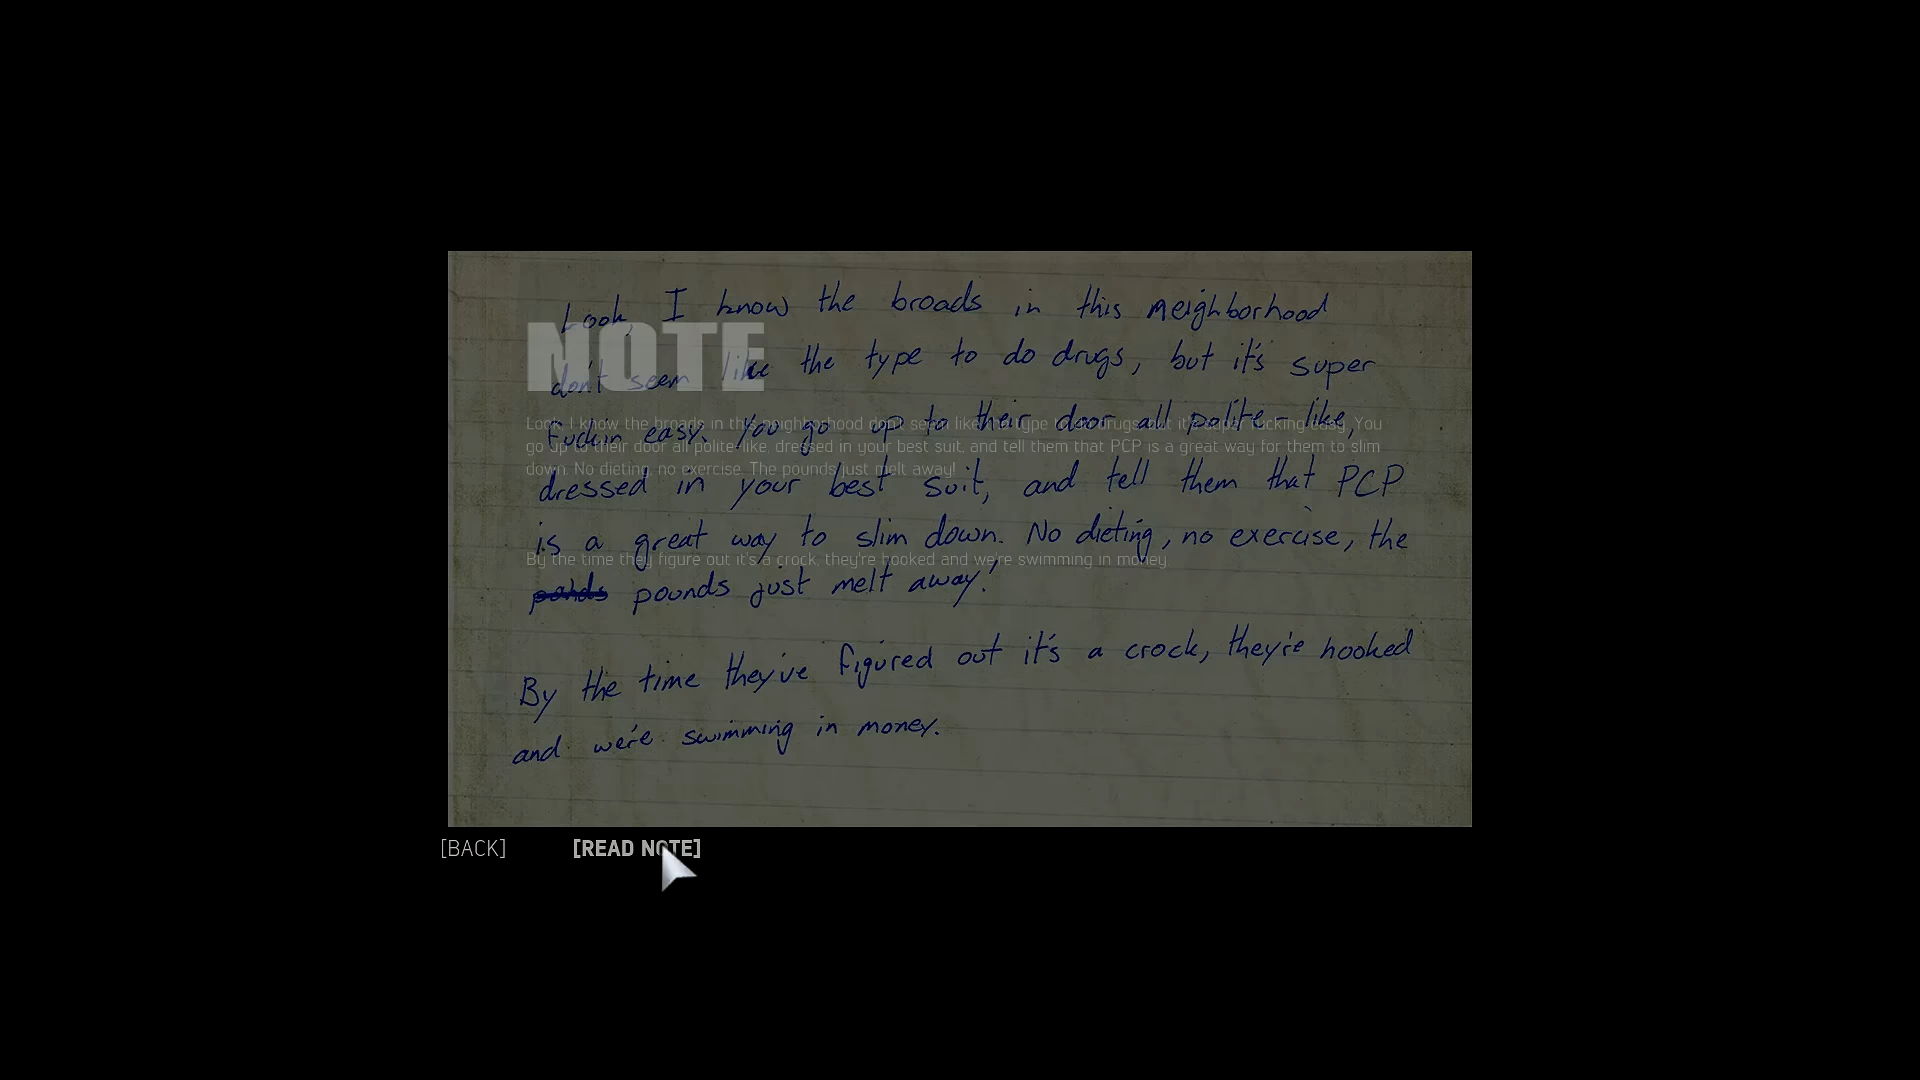 Look, I know the broads in this neighborhood
don't seem like the type to do drugs, but it's super
fuckin easy. You go up to their door all polite-like,
dressed in your best suit, and tell them that PCP
is a great way to slim down. No dieting, no exercise, the
pounds just melt away!
By the time they've figured out it's a crock, they're hooked
and we're swimming in money.
NOTE
Look, I know the broads in this neighborhood don't seem like the type to do drugs but it's super fucking easy. You
go up to their door all polite-like, dressed in your best suit, and tell them that PCP is a great way for them to slim
down. No dieting, no exercise. The pounds just melt away!
By the time they figure out it's a crock, they're hooked and we're swimming in money.
[BACK] [READ NOTE]